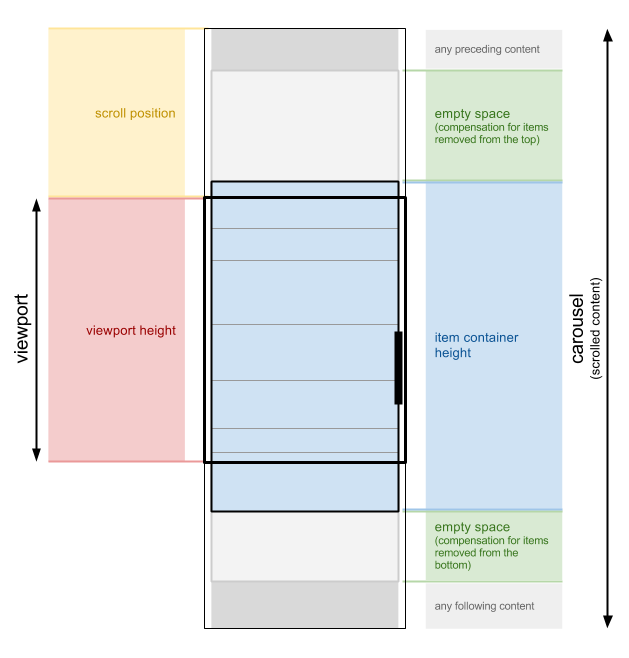 any preceding content
scroll position
empty space
(compensation for items
removed from the top)
viewport
viewport height
item container
height
carousel
(scrolled content)
empty space
(compensation for items
removed from the
bottom)
any following content